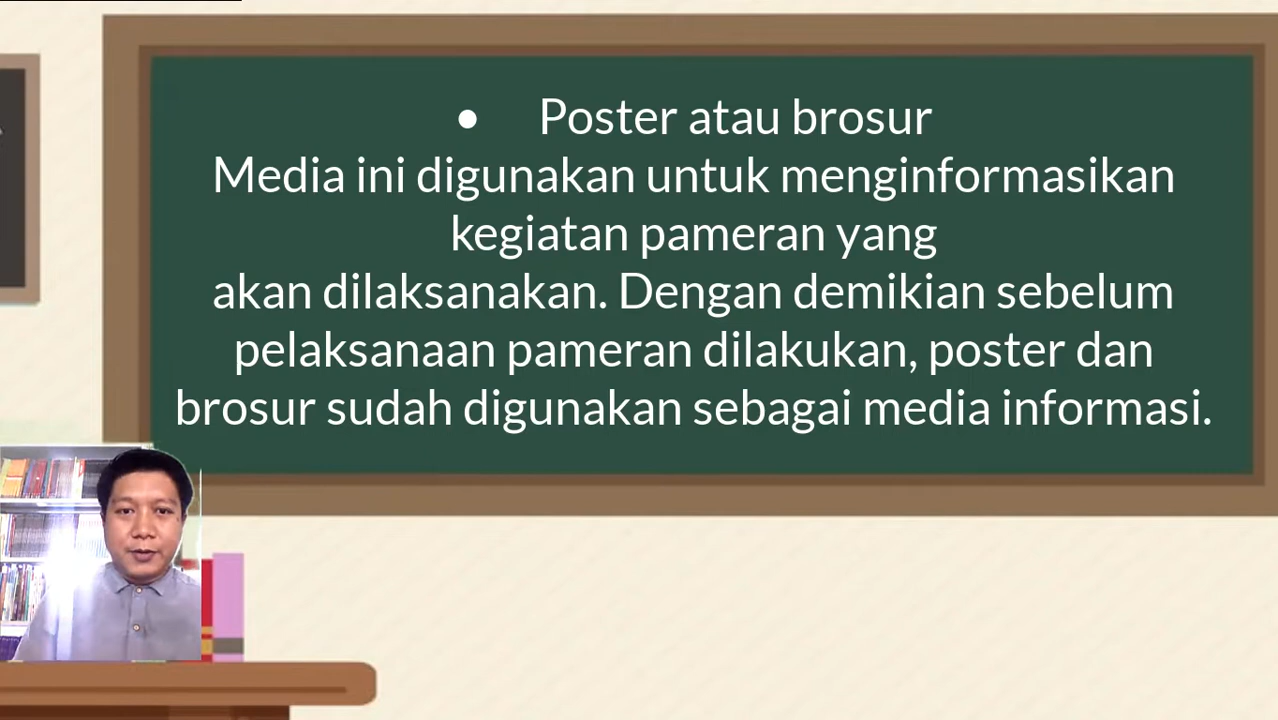 • Poster atau brosur
Media ini digunakan untuk menginformasikan
kegiatan pameran yang
akan dilaksanakan. Dengan demikian sebelum
pelaksanaan pameran dilakukan, poster dan
brosur sudah digunakan sebagai media informasi.